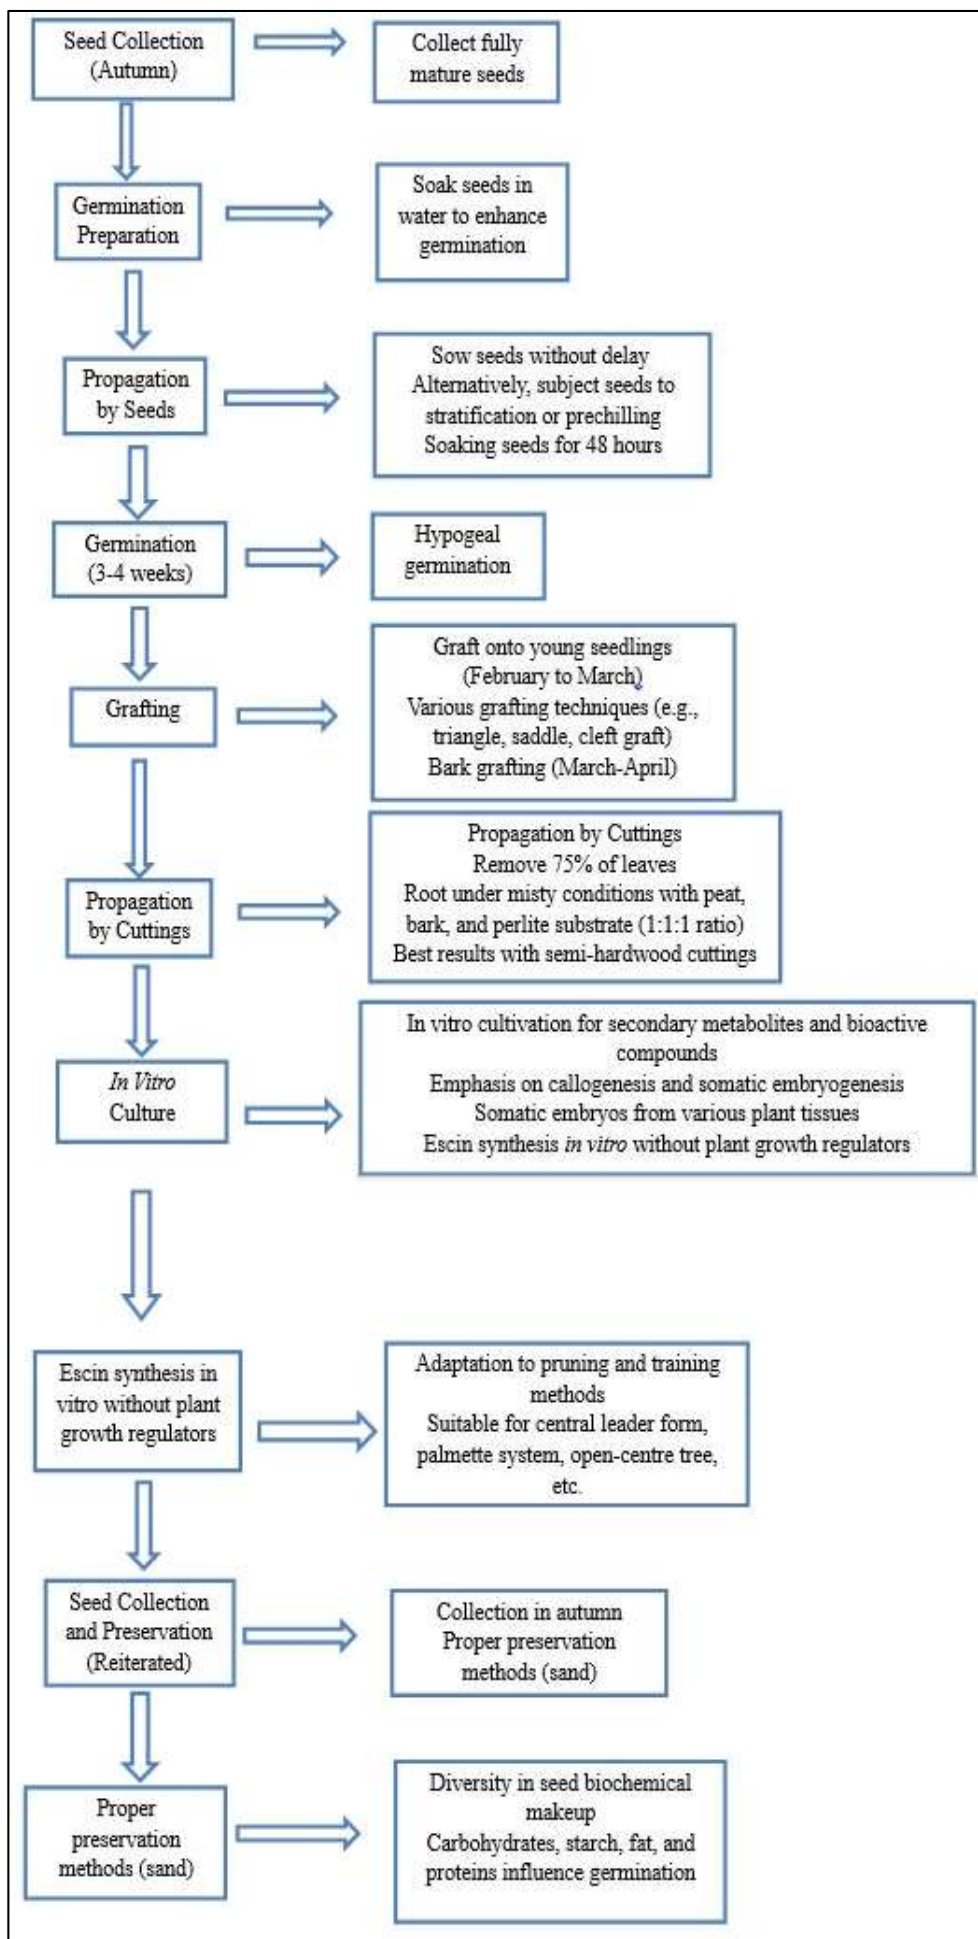 Seed Collection
(Autumn)
Collect fully
mature seeds
Germination
Preparation
Soak seeds in
water to enhance
germination
Propagation
by Seeds
Sow seeds without delay
Alternatively, subject seeds to
stratification or prechilling
Soaking seeds for 48 hours
Germination
(3-4 weeks)
Hypogeal
germination
Grafting
Graft onto young seedlings
(February to March)
Various grafting techniques (e.g.,
triangle, saddle, cleft graft)
Bark grafting (March-April)
Propagation
by Cuttings
Propagation by Cuttings
Remove 75% of leaves
Root under misty conditions with peat,
bark, and perlite substrate (1:1:1 ratio)
Best results with semi-hardwood cuttings
In Vitro
Culture
In vitro cultivation for secondary metabolites and bioactive
compounds
Emphasis on callogenesis and somatic embryogenesis
Somatic embryos from various plant tissues
Escin synthesis in vitro without plant growth regulators
Escin synthesis in
vitro without plant
growth regulators
Adaptation to pruning and training
methods
Suitable for central leader form,
palmette system, open-centre tree,
etc.
Seed Collection
and Preservation
(Reiterated)
Collection in autumn
Proper preservation
methods (sand)
Proper
preservation
methods (sand)
Diversity in seed biochemical
makeup
Carbohydrates, starch, fat, and
proteins influence germination